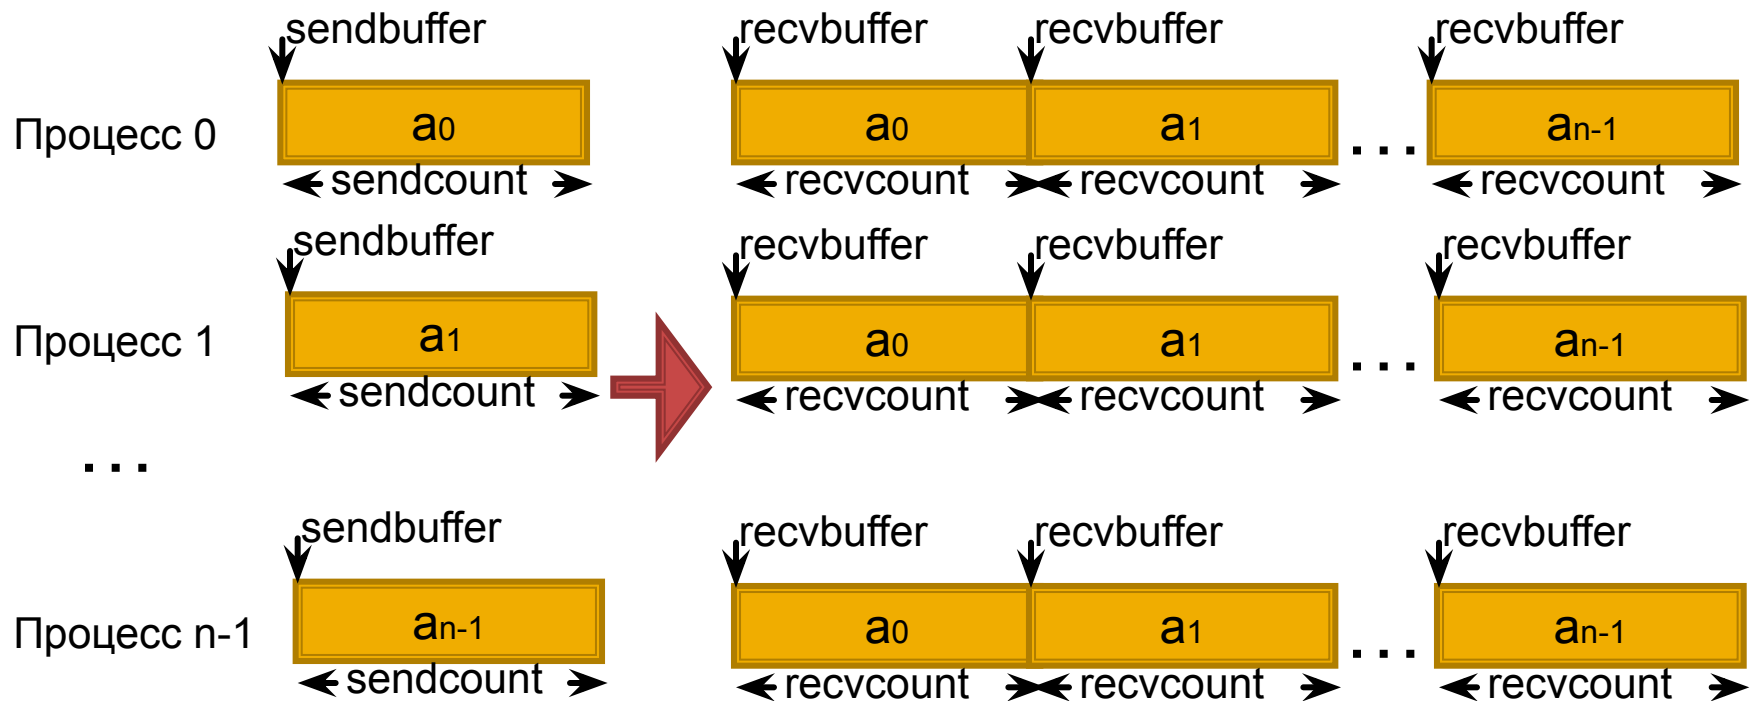 sendbuffer recvbuffer recvbuffer recvbuffer
Процесс 0 a0 a0 a1 ... an-1
sendcount recvcount recvcount recvcount
sendbuffer recvbuffer recvbuffer recvbuffer
Процесс 1 a1 a0 a1 ... an-1
sendcount recvcount recvcount recvcount
...
sendbuffer recvbuffer recvbuffer recvbuffer
Процесс n-1 an-1 a0 a1 ... an-1
sendcount recvcount recvcount recvcount